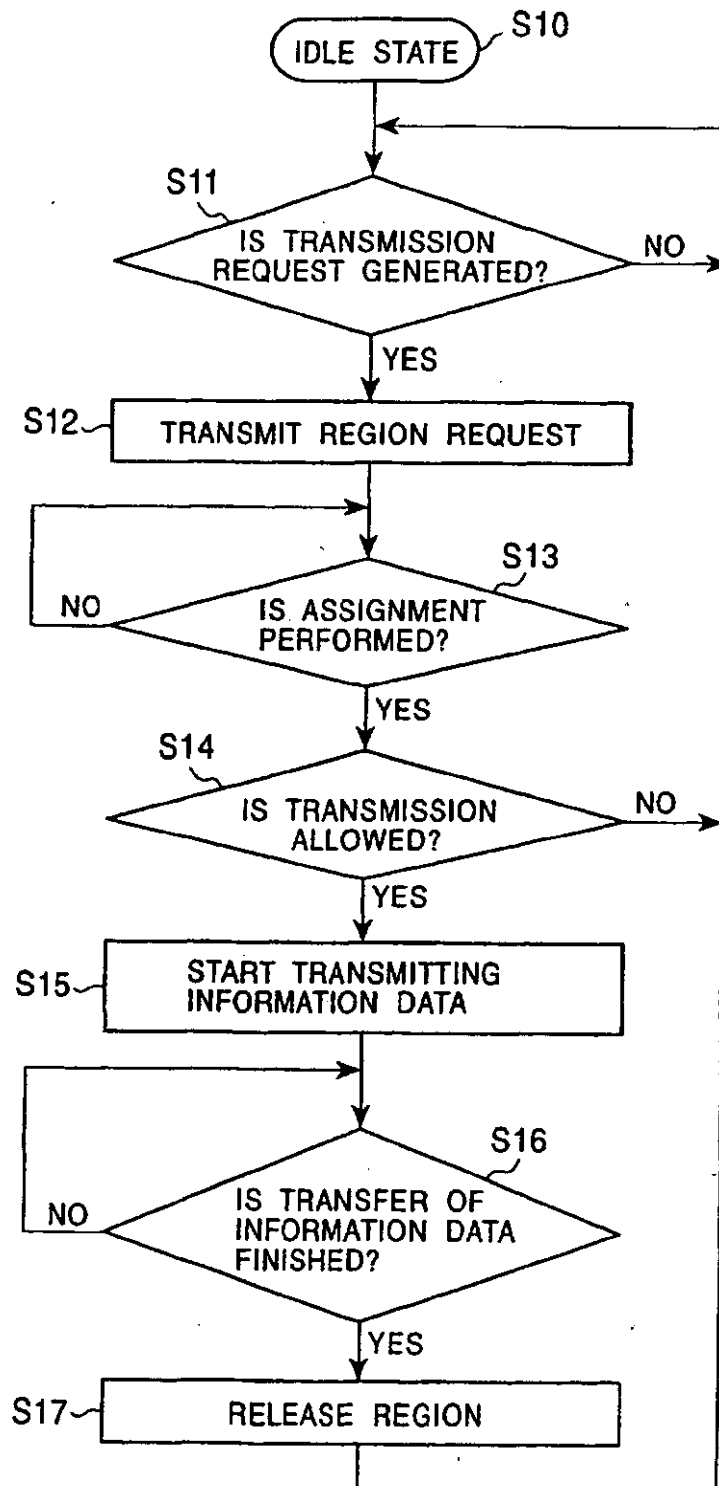 S10
IDLE STATE
S11
IS TRANSMISSION
REQUEST GENERATED?
NO
YES
S12
TRANSMIT REGION REQUEST
S13
NO
IS ASSIGNMENT
PERFORMED?
YES
S14
IS TRANSMISSION
ALLOWED?
NO
YES
S15
START TRANSMITTING
INFORMATION DATA
S16
NO
IS TRANSFER OF
INFORMATION DATA
FINISHED?
YES
S17
RELEASE REGION